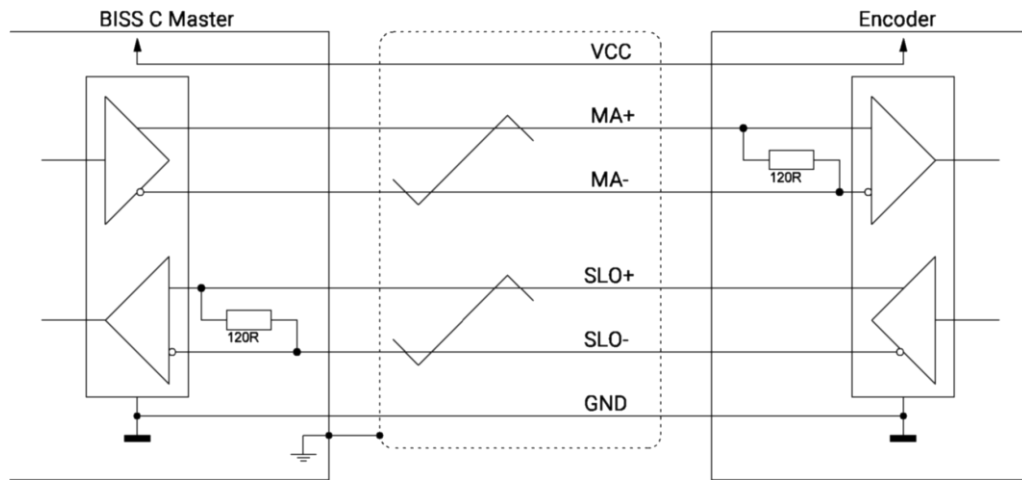 BISS C Master
Encoder
VCC
MA+
MA-
120R
SLO+
120R
SLO-
GND